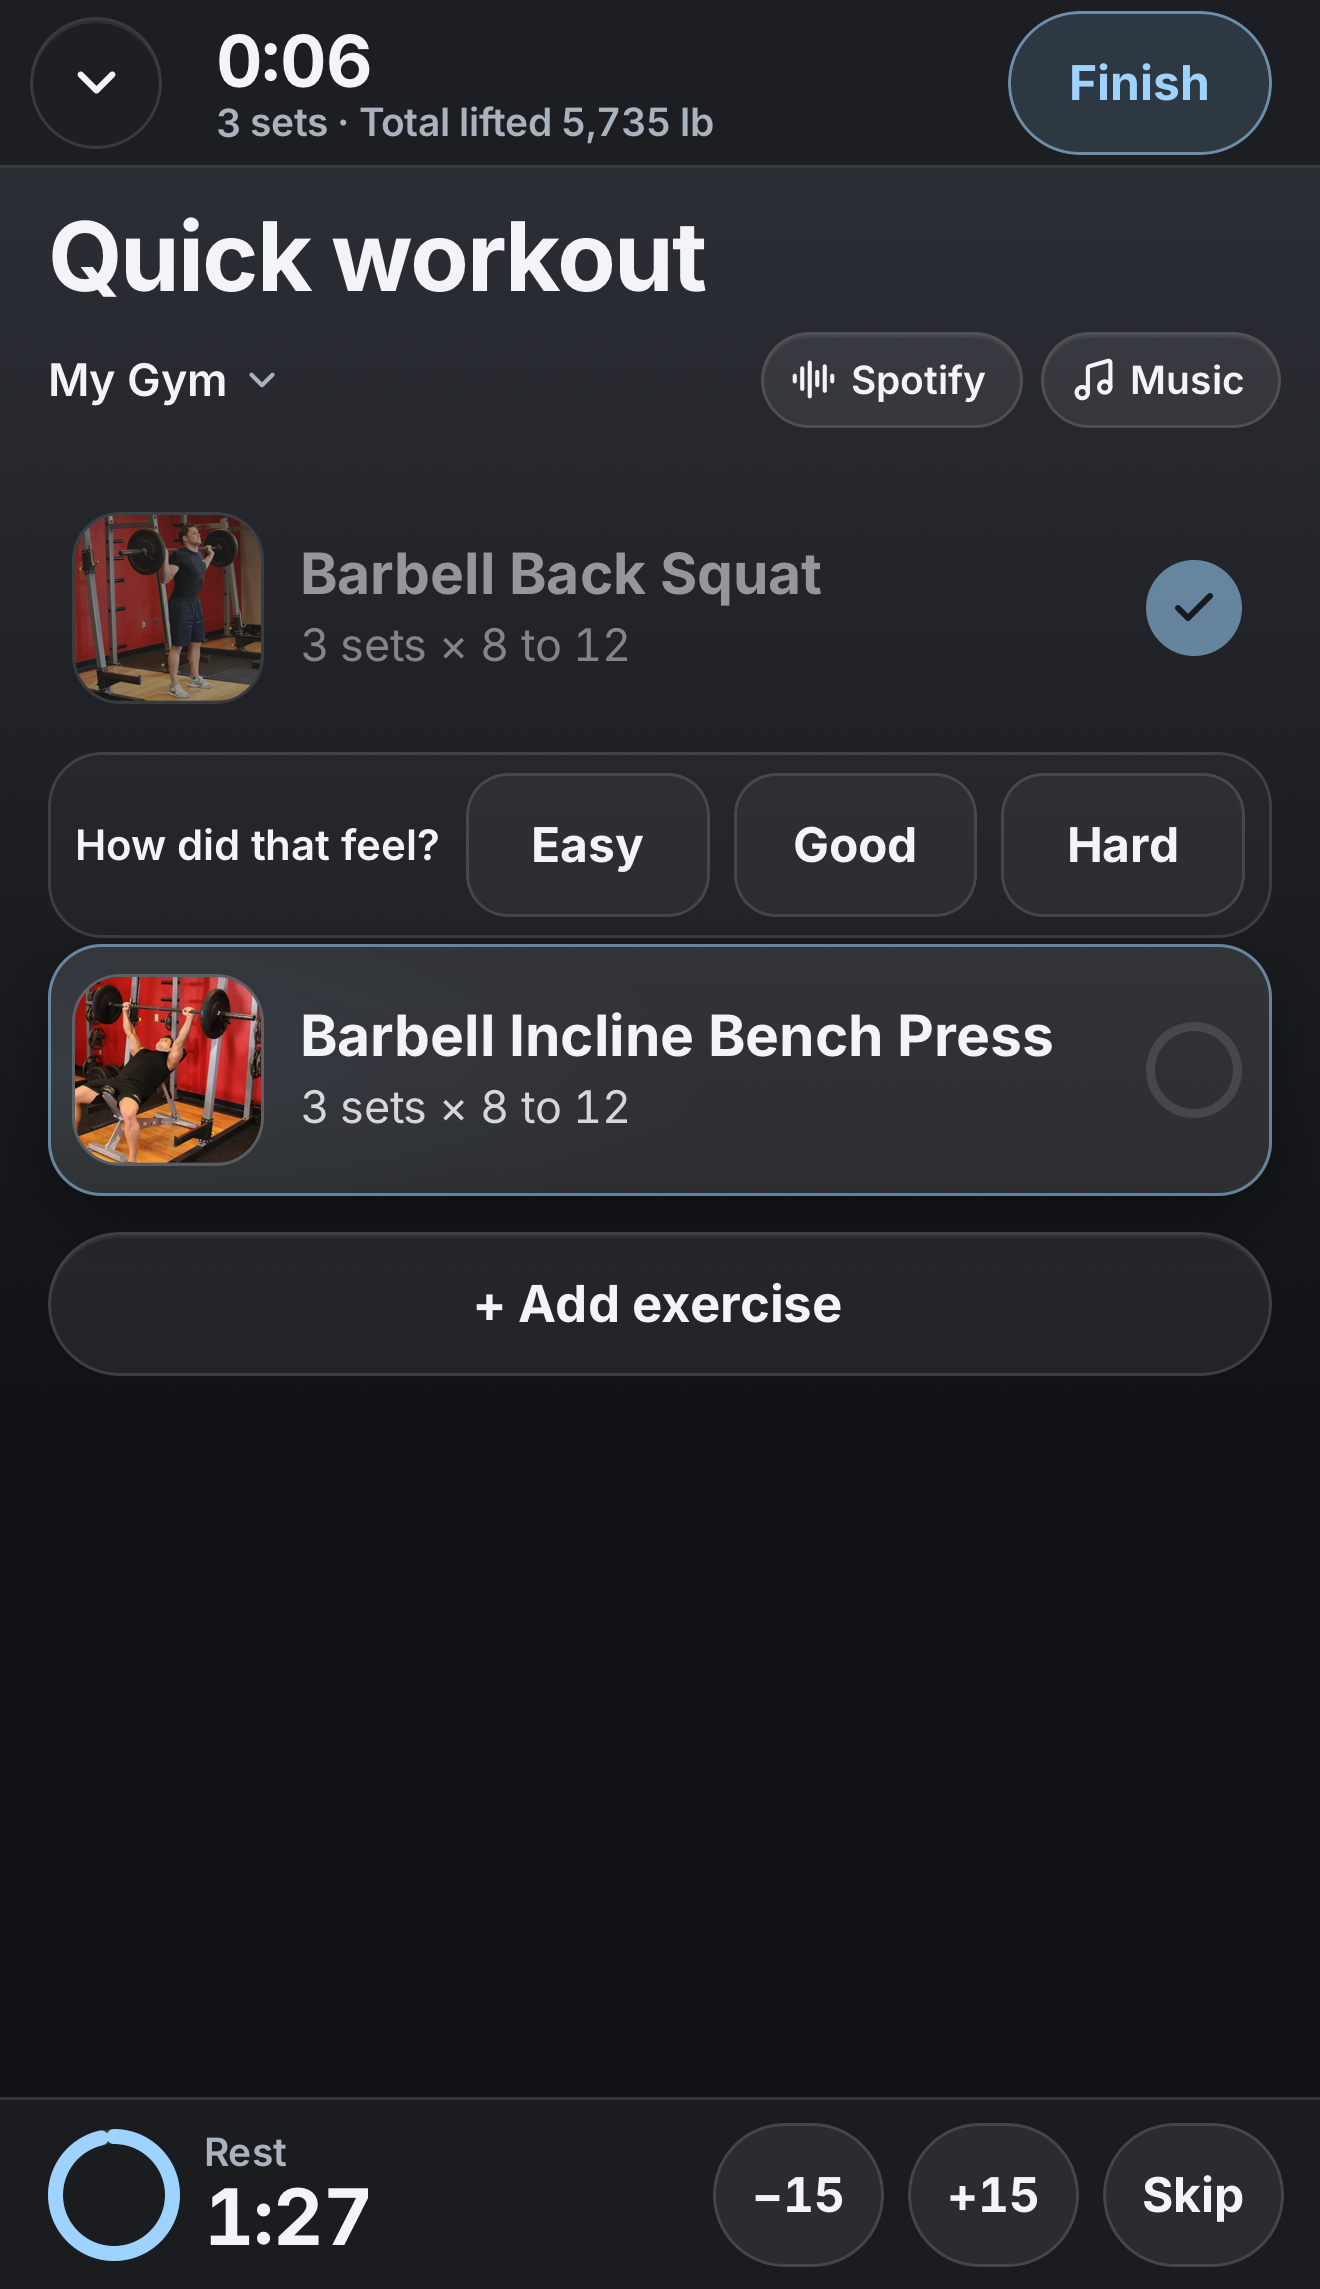 0:06
3 sets · Total lifted 5,735 lb
Finish
Quick workout
My Gym
Spotify
Music
Barbell Back Squat
3 sets × 8 to 12
How did that feel?
Easy
Good
Hard
Barbell Incline Bench Press
3 sets × 8 to 12
+ Add exercise
Rest
1:27
−15
+15
Skip